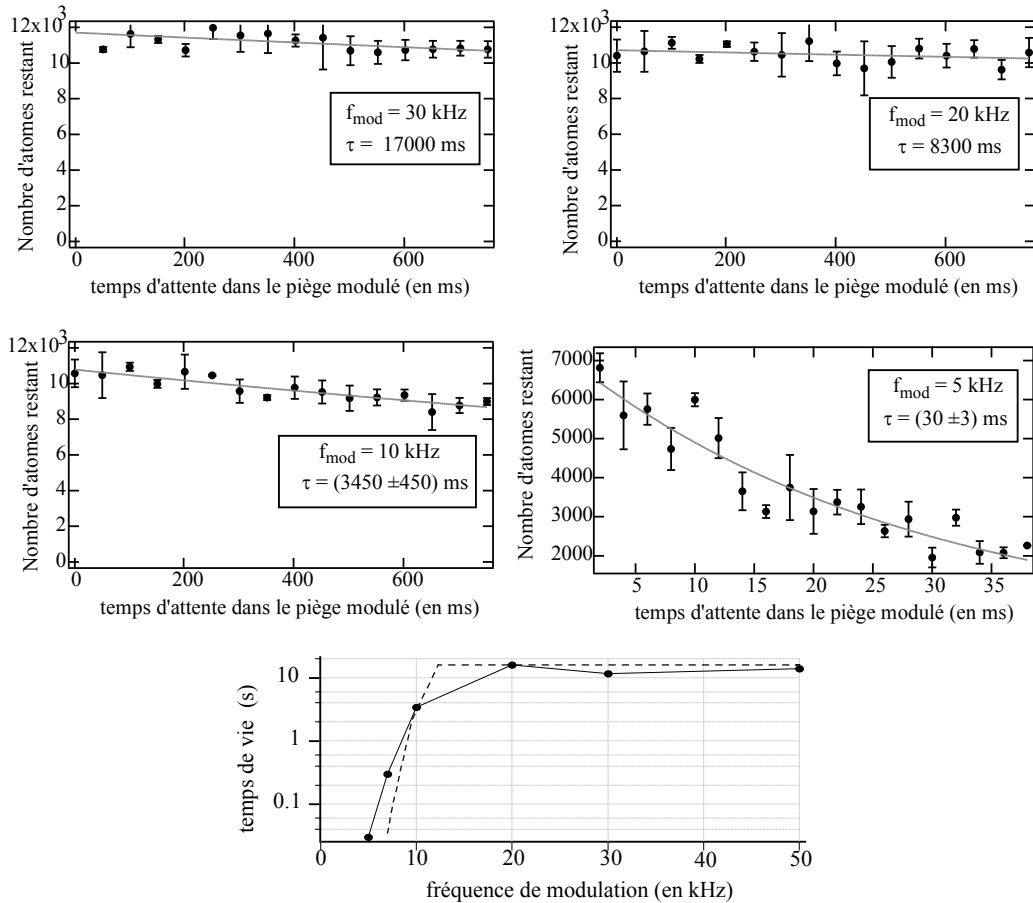 12x10³
10
8
6
4
2
0
Nombre d'atomes restant
f_mod = 30 kHz
τ = 17000 ms
0 200 400 600
temps d'attente dans le piège modulé (en ms)
12x10³
10
8
6
4
2
0
Nombre d'atomes restant
f_mod = 20 kHz
τ = 8300 ms
0 200 400 600
temps d'attente dans le piège modulé (en ms)
12x10³
10
8
6
4
2
0
Nombre d'atomes restant
f_mod = 10 kHz
τ = (3450 ±450) ms
0 200 400 600
temps d'attente dans le piège modulé (en ms)
7000
6000
5000
4000
3000
2000
Nombre d'atomes restant
f_mod = 5 kHz
τ = (30 ±3) ms
5 10 15 20 25 30 35
temps d'attente dans le piège modulé (en ms)
10
1
0.1
temps de vie (s)
0 10 20 30 40 50
fréquence de modulation (en kHz)